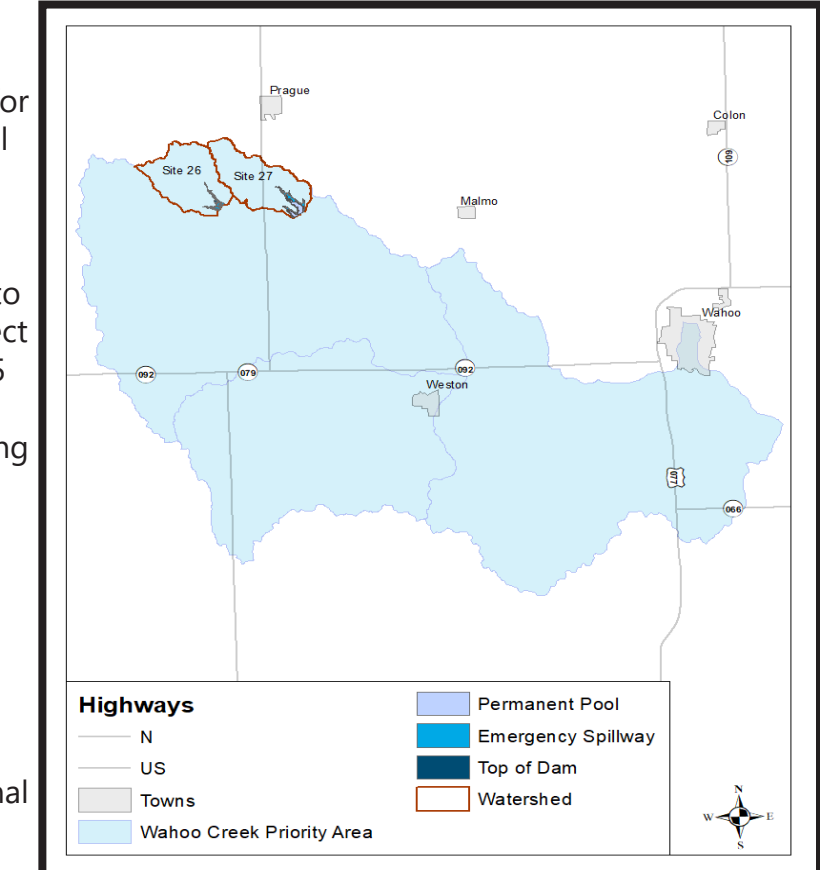 or
l
to
ect
ng
nal
Prague
Colon
109
Site 26
Site 27
Malmo
Wahoo
092
079
092
Weston
077
066
Highways
N
US
Towns
Wahoo Creek Priority Area
Permanent Pool
Emergency Spillway
Top of Dam
Watershed
N
W
E
S